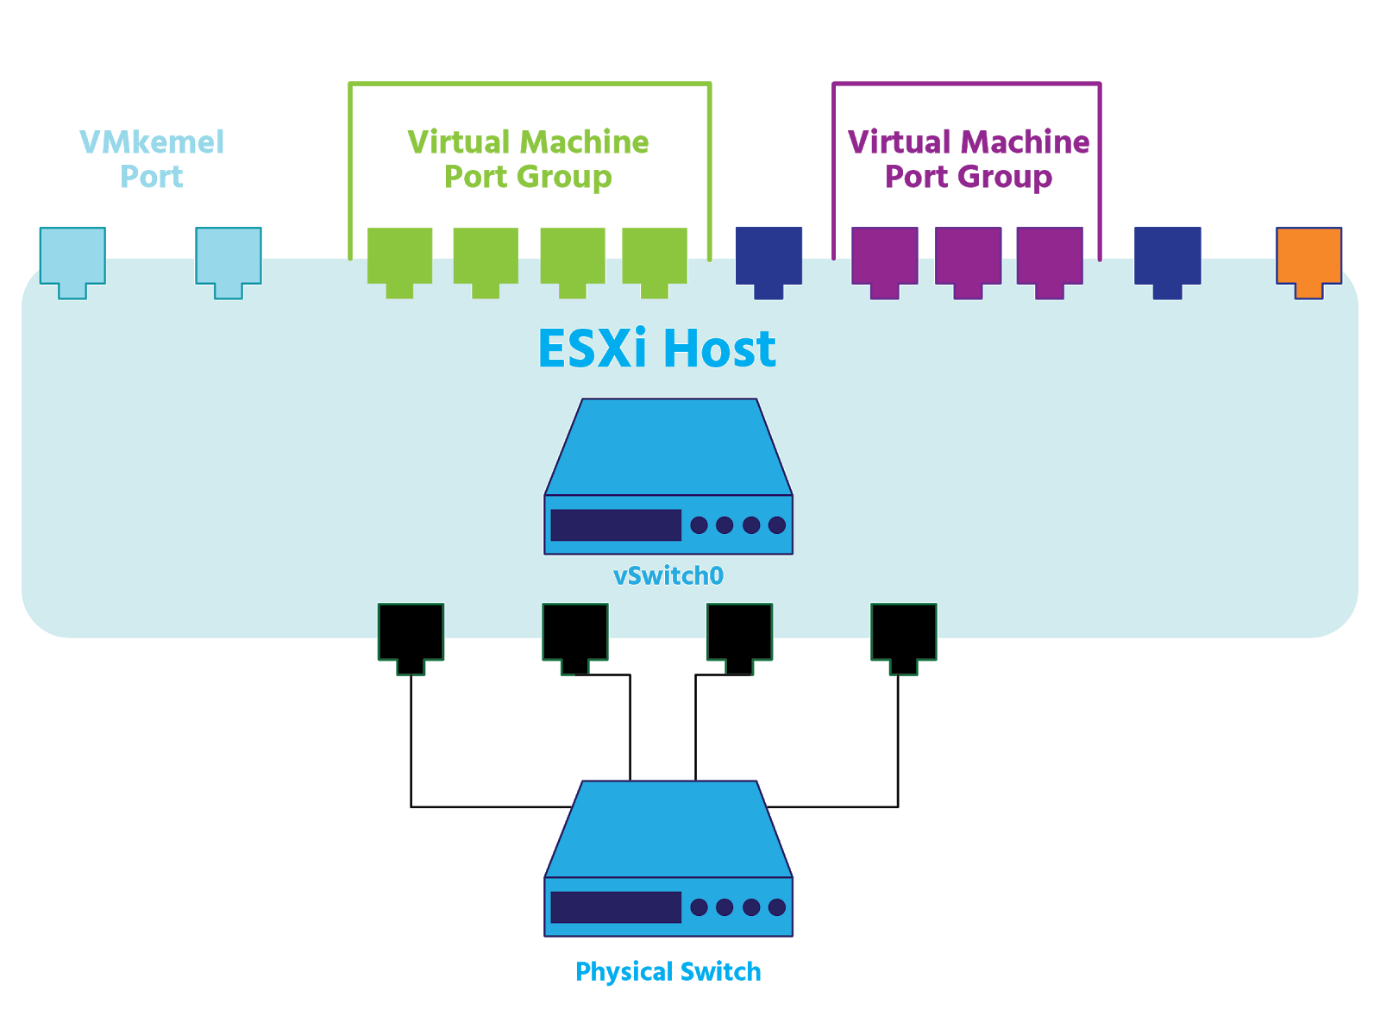 VMkemel
Port
Virtual Machine
Port Group
Virtual Machine
Port Group
ESXi Host
vSwitch0
Physical Switch